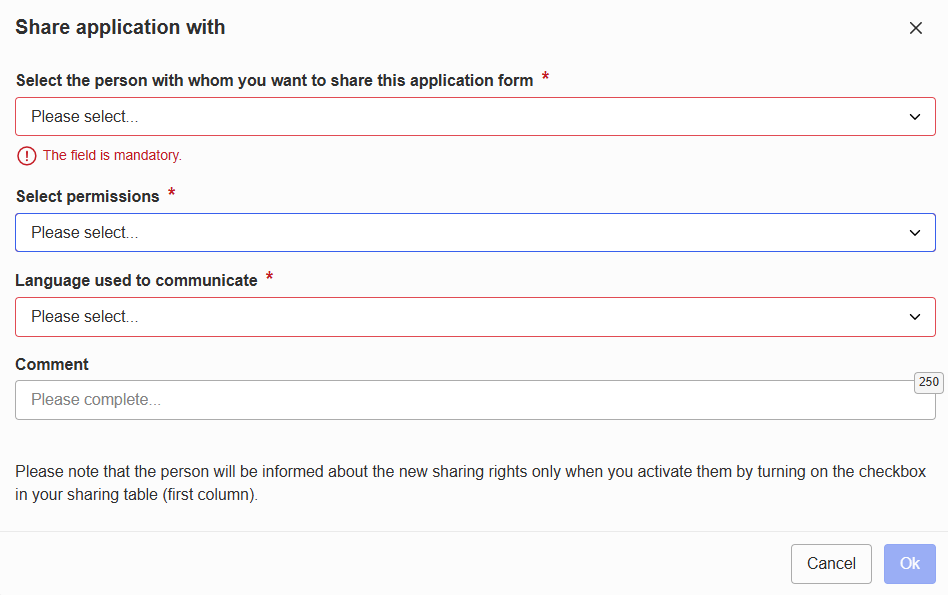 Share application with
Select the person with whom you want to share this application form *
Please select...
The field is mandatory.
Select permissions *
Please select...
Language used to communicate *
Please select...
Comment
250
Please complete...
Please note that the person will be informed about the new sharing rights only when you activate them by turning on the checkbox
in your sharing table (first column).
Cancel
Ok